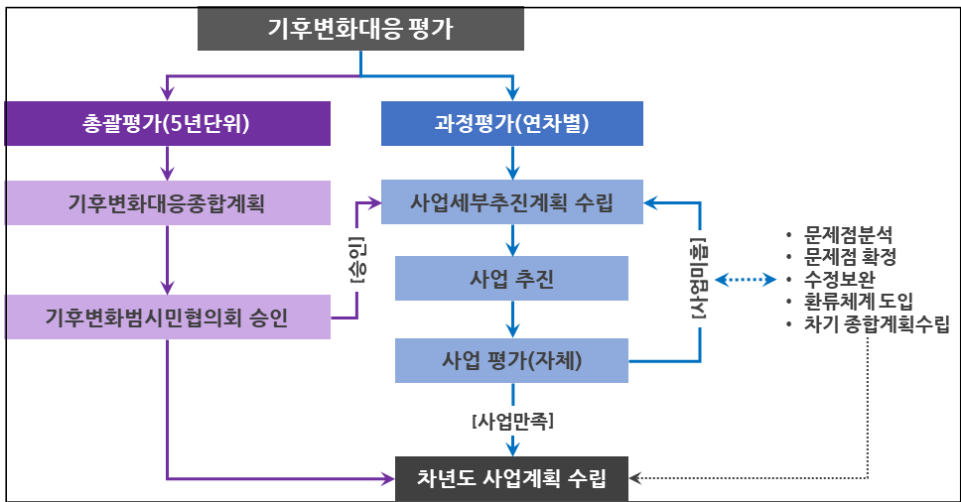 기후변화대응 평가
총괄평가(5년단위)
과정평가(연차별)
기후변화대응종합계획
사업세부추진계획 수립
[승인]
[사업미흡]
• 문제점분석
• 문제점 확정
• 수정보완
• 환류체계 도입
• 차기 종합계획수립
사업 추진
기후변화범시민협의회 승인
사업 평가(자체)
[사업만족]
차년도 사업계획 수립